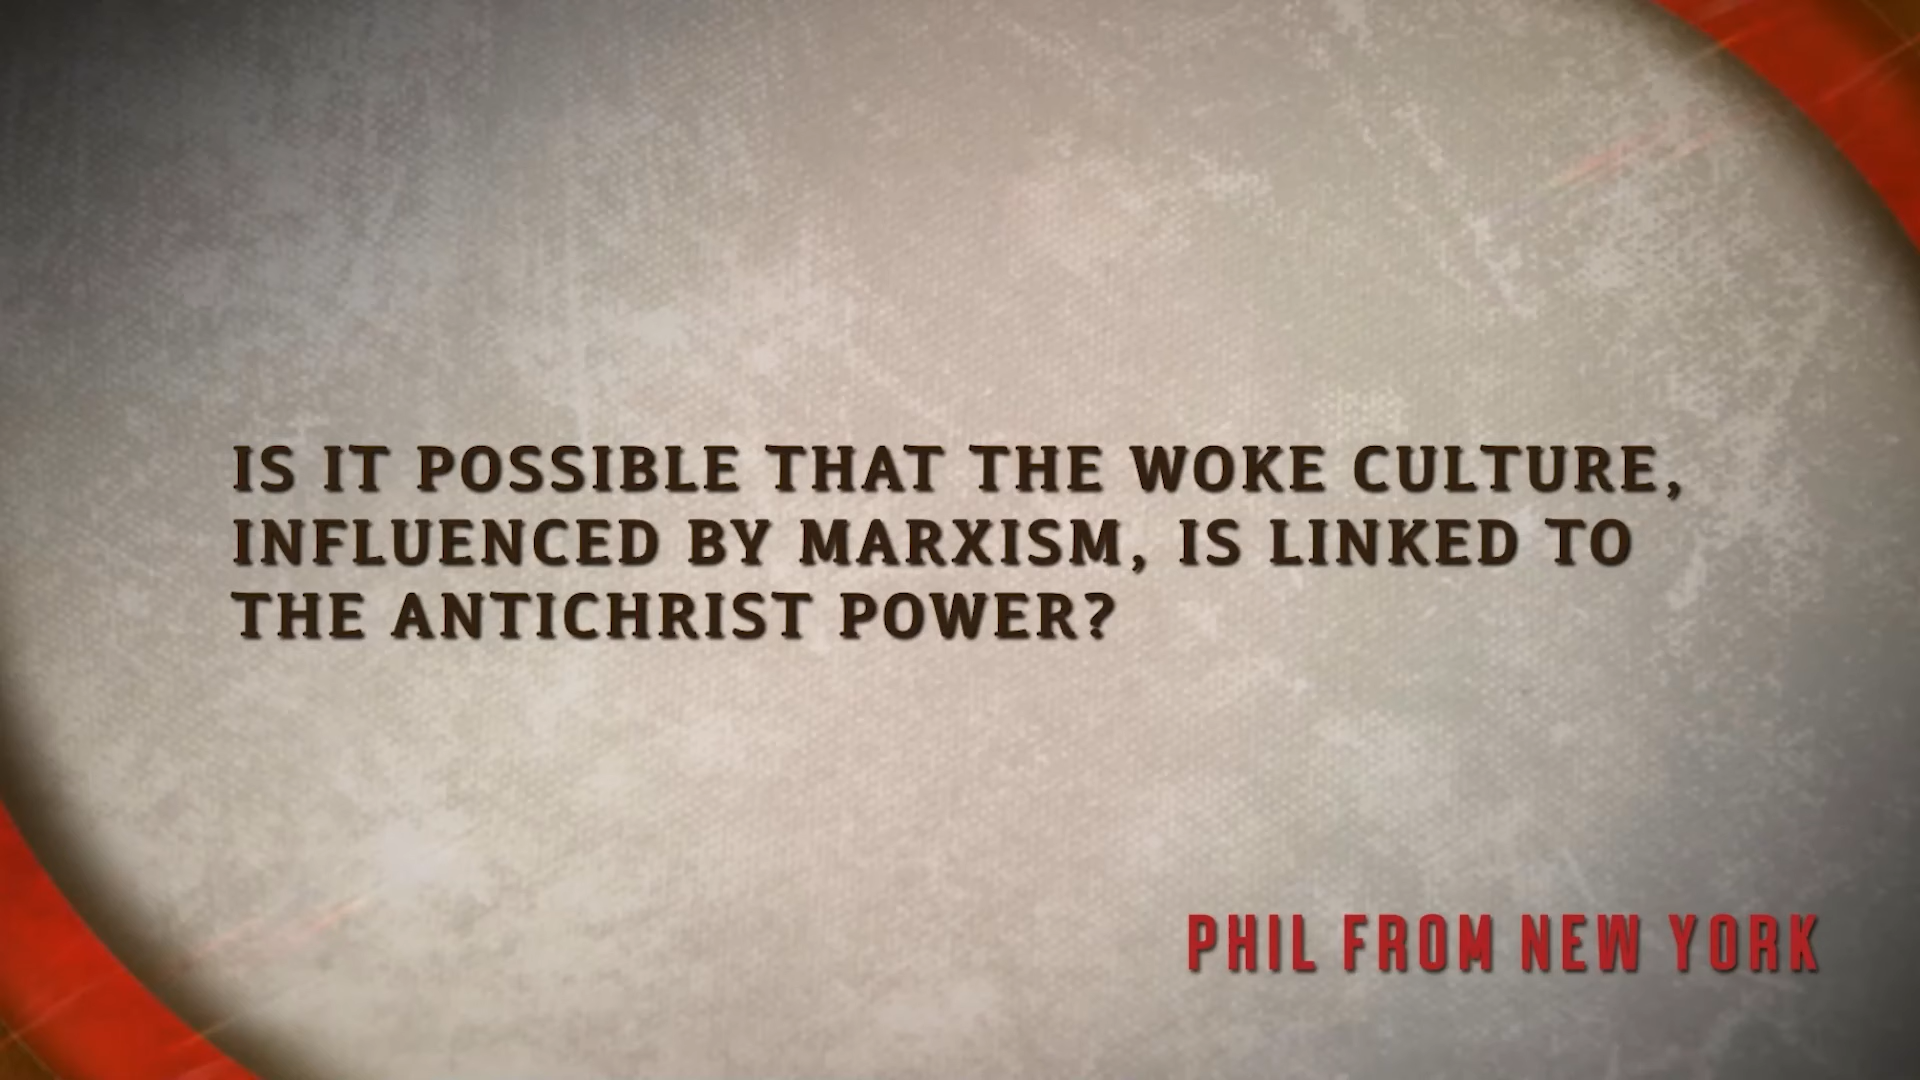 IS IT POSSIBLE THAT THE WOKE CULTURE,
INFLUENCED BY MARXISM, IS LINKED TO
THE ANTICHRIST POWER?
PHIL FROM NEW YORK